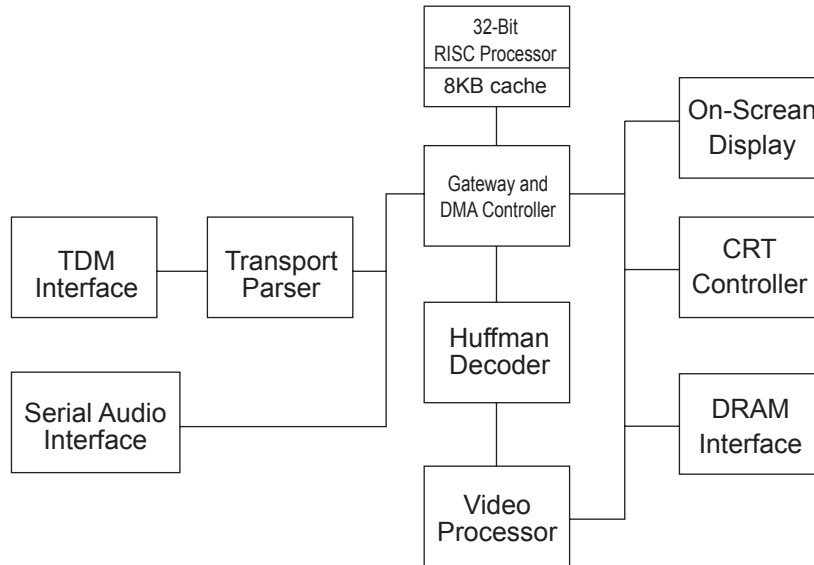 32-Bit
RISC Processor
8KB cache
On-Screan
Display
Gateway and
DMA Controller
TDM
Interface
Transport
Parser
CRT
Controller
Huffman
Decoder
Serial Audio
Interface
DRAM
Interface
Video
Processor